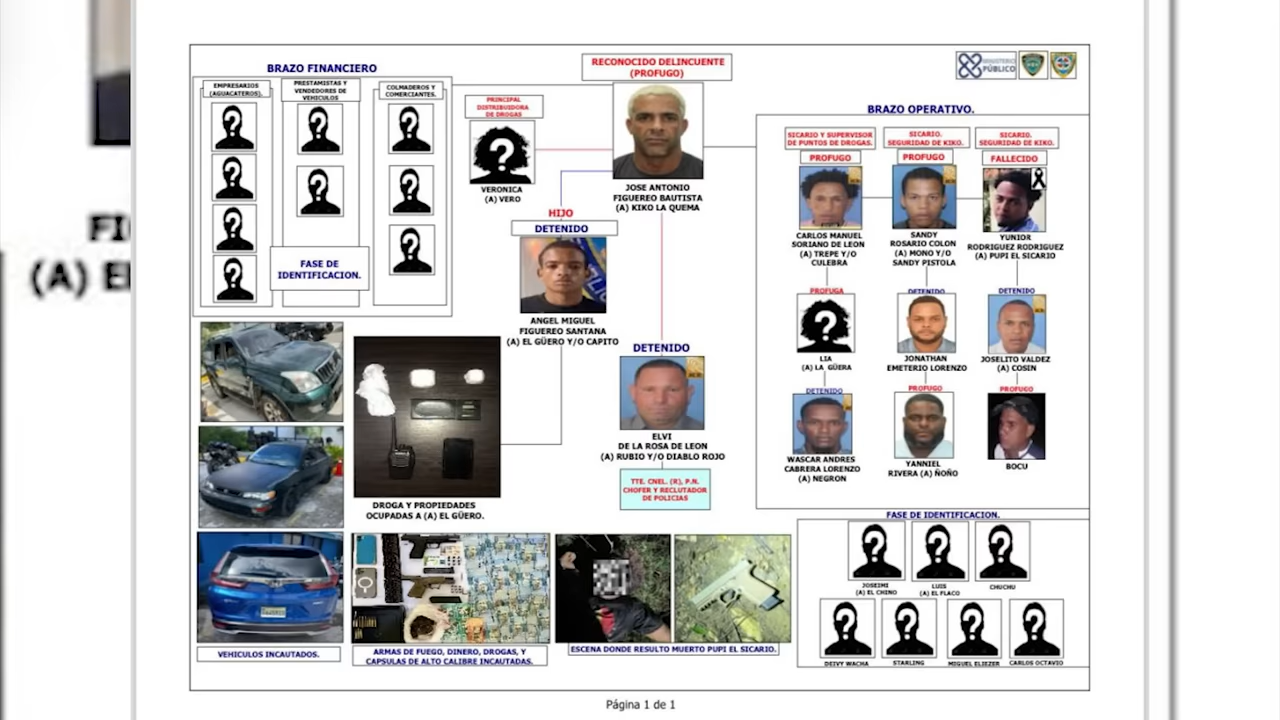 FI
(A) E
BRAZO FINANCIERO
EMPRESARIOS
(AGUACATEROS).
PRESTAMISTAS Y
VENDEDORES DE
VEHICULOS
COLMADEROS Y
COMERCIANTES.
FASE DE
IDENTIFICACION.
RECONOCIDO DELINCUENTE
(PROFUGO)
PRINCIPAL
DISTRIBUIDORA
DE DROGAS
VERONICA
(A) VERO
JOSE ANTONIO
FIGUEREO BAUTISTA
(A) KIKO LA QUEMA
HIJO
DETENIDO
ANGEL MIGUEL
FIGUEREO SANTANA
(A) EL GÜERO Y/O CAPITO
DETENIDO
ELVI
DE LA ROSA DE LEON
(A) RUBIO Y/O DIABLO ROJO
TTE. CNEL. (R), P.N.
CHOFER Y RECLUTADOR
DE POLICIAS
MINISTERIO
PÚBLICO
BRAZO OPERATIVO.
SICARIO Y SUPERVISOR
DE PUNTOS DE DROGAS.
PROFUGO
CARLOS MANUEL
SORIANO DE LEON
(A) TREPE Y/O
CULEBRA
SICARIO.
SEGURIDAD DE KIKO.
PROFUGO
SANDY
ROSARIO COLON
(A) MONO Y/O
SANDY PISTOLA
SICARIO.
SEGURIDAD DE KIKO.
FALLECIDO
YUNIOR
RODRIGUEZ RODRIGUEZ
(A) PUPI EL SICARIO
PROFUGA
LIA
(A) LA GÜERA
DETENIDO
JONATHAN
EMETERIO LORENZO
DETENIDO
JOSELITO VALDEZ
(A) COSIN
DETENIDO
WASCAR ANDRES
CABRERA LORENZO
(A) NEGRON
PROFUGO
YANNIEL
RIVERA (A) ÑOÑO
PROFUGO
BOCU
FASE DE IDENTIFICACION.
JOSEIMI
(A) EL CHINO
LUIS
(A) EL FLACO
CHUCHU
DEIVY WACHA
STARLING
MIGUEL ELIEZER
CARLOS OCTAVIO
DROGA Y PROPIEDADES
OCUPADAS A (A) EL GÜERO.
VEHICULOS INCAUTADOS.
ARMAS DE FUEGO, DINERO, DROGAS, Y
CAPSULAS DE ALTO CALIBRE INCAUTADAS.
ESCENA DONDE RESULTO MUERTO PUPI EL SICARIO.
Página 1 de 1